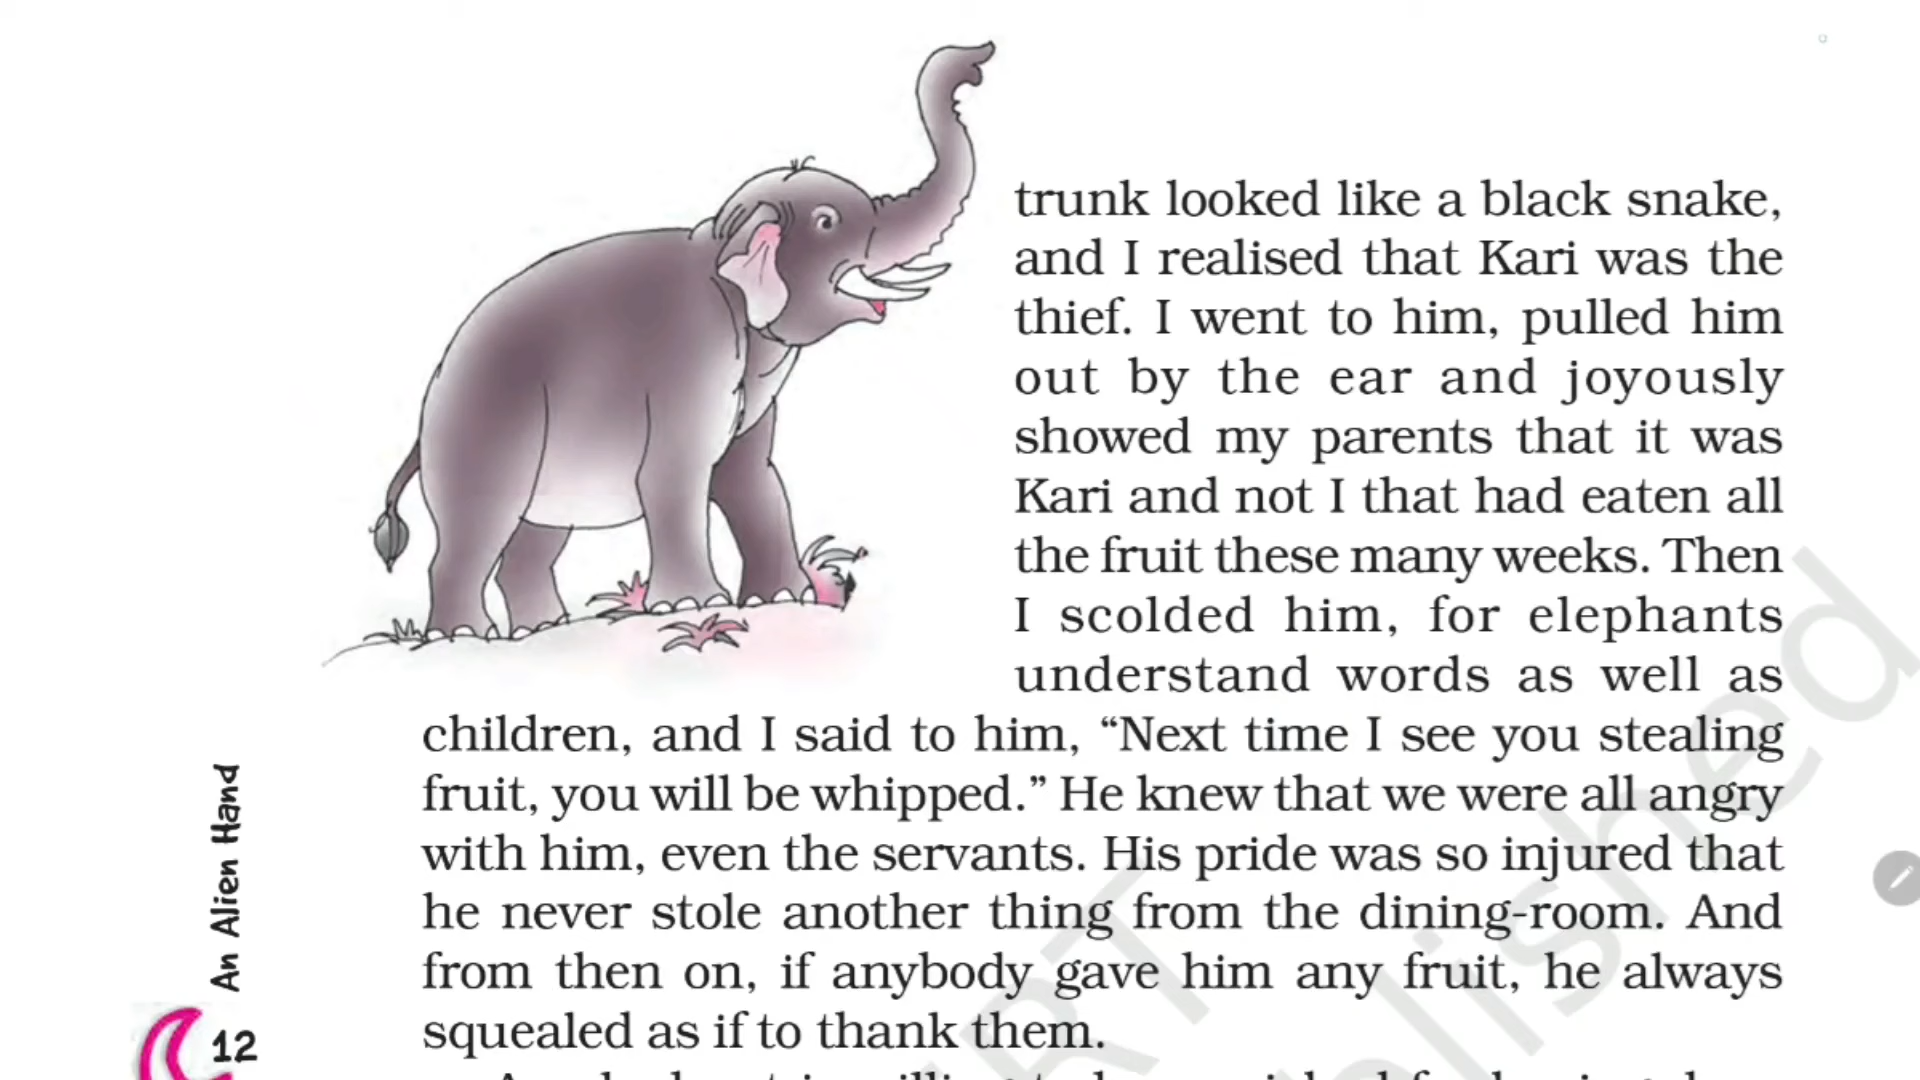 trunk looked like a black snake,
and I realised that Kari was the
thief. I went to him, pulled him
out by the ear and joyously
showed my parents that it was
Kari and not I that had eaten all
the fruit these many weeks. Then
I scolded him, for elephants
understand words as well as
children, and I said to him, “Next time I see you stealing
fruit, you will be whipped.” He knew that we were all angry
with him, even the servants. His pride was so injured that
he never stole another thing from the dining-room. And
from then on, if anybody gave him any fruit, he always
squealed as if to thank them.
An Alien Hand
12